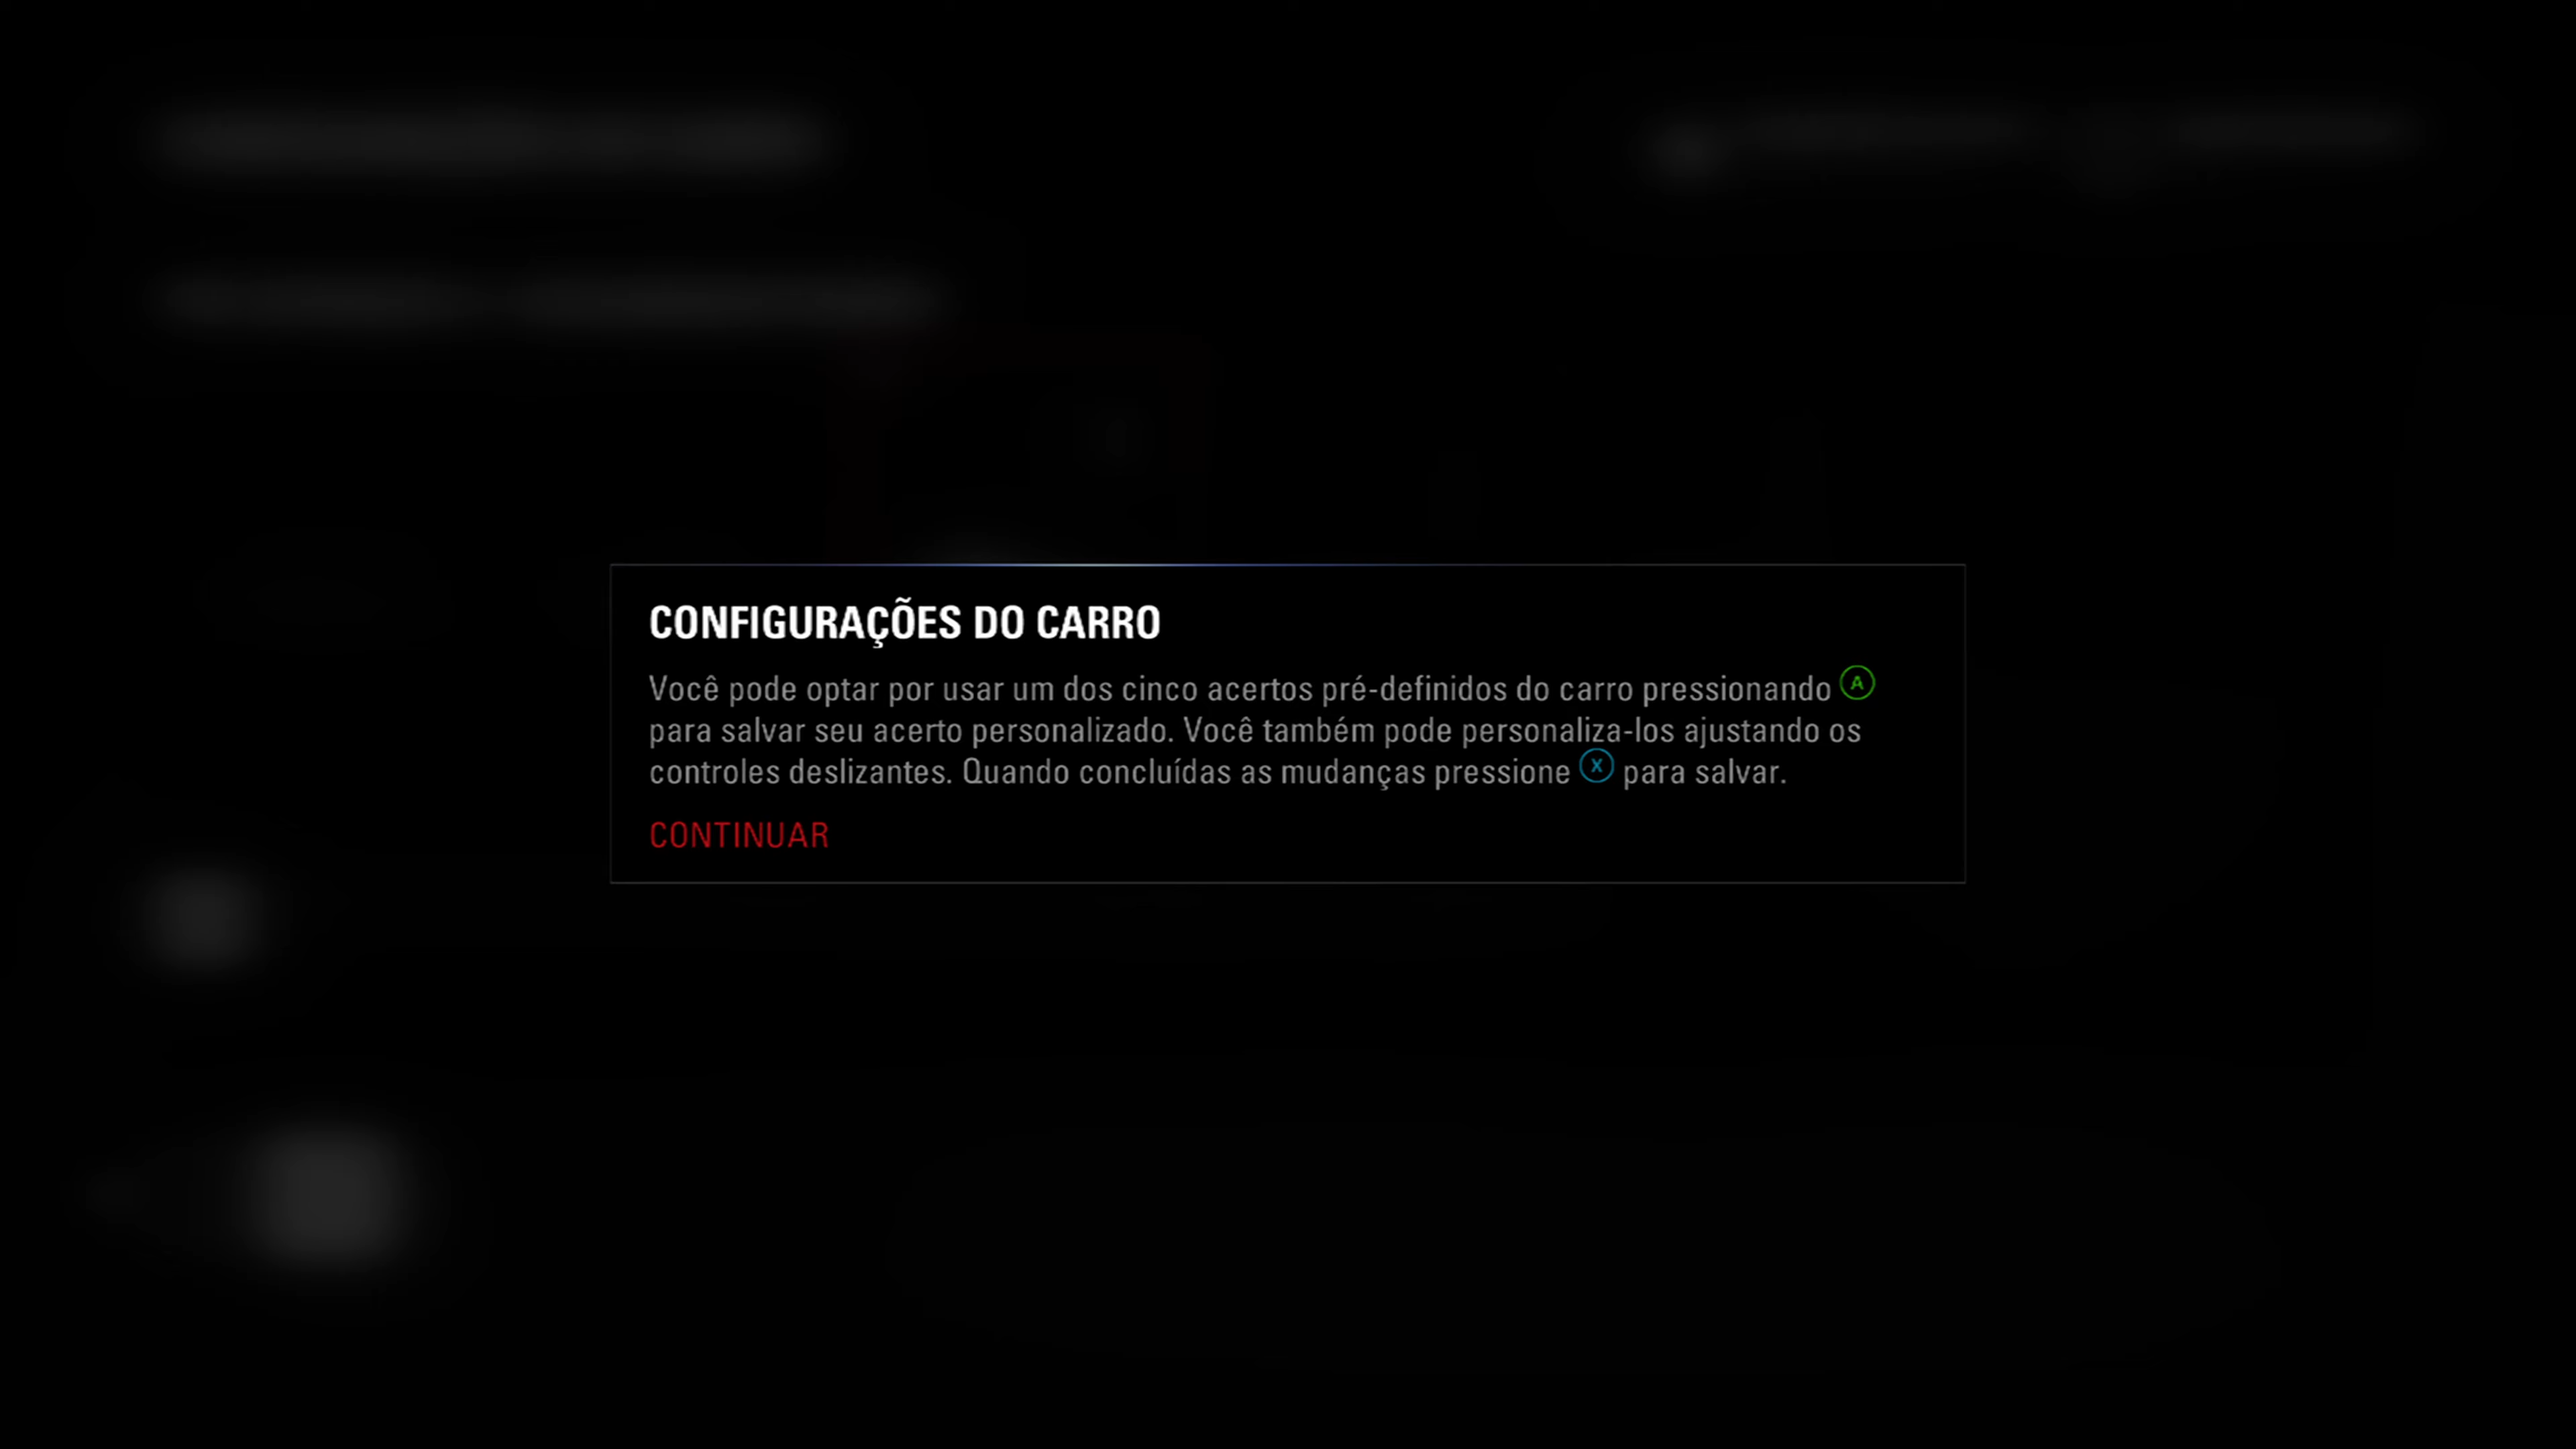 CONFIGURAÇÕES DO CARRO
Você pode optar por usar um dos cinco acertos pré-definidos do carro pressionando A
para salvar seu acerto personalizado. Você também pode personaliza-los ajustando os
controles deslizantes. Quando concluídas as mudanças pressione X para salvar.
CONTINUAR